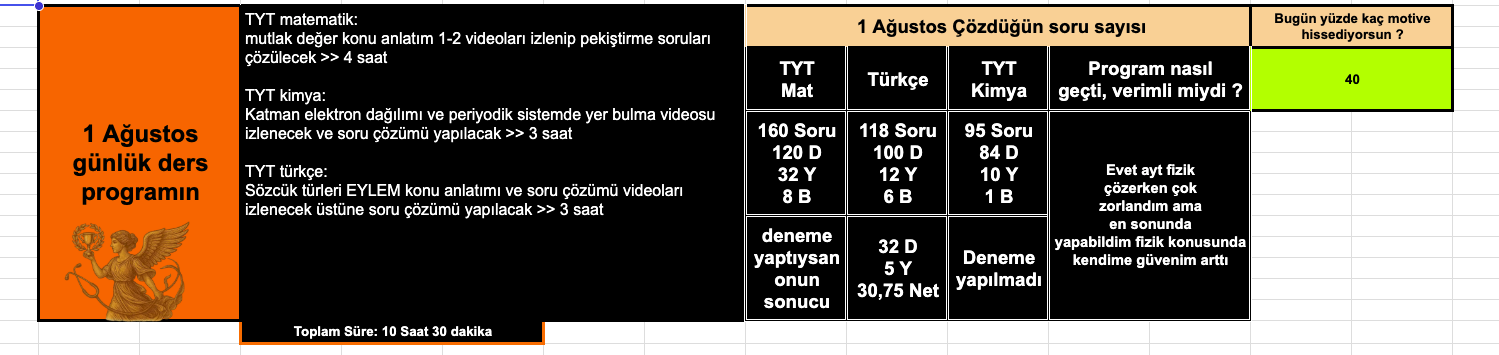 1 Ağustos
günlük ders
programın
TYT matematik:
mutlak değer konu anlatım 1-2 videoları izlenip pekiştirme soruları
çözülecek >> 4 saat
TYT kimya:
Katman elektron dağılımı ve periyodik sistemde yer bulma videosu
izlenecek ve soru çözümü yapılacak >> 3 saat
TYT türkçe:
Sözcük türleri EYLEM konu anlatımı ve soru çözümü videoları
izlenecek üstüne soru çözümü yapılacak >> 3 saat
Toplam Süre: 10 Saat 30 dakika
1 Ağustos Çözdüğün soru sayısı
TYT
Mat
Türkçe
TYT
Kimya
Program nasıl
geçti, verimli miydi ?
160 Soru
120 D
32 Y
8 B
118 Soru
100 D
12 Y
6 B
95 Soru
84 D
10 Y
1 B
Evet ayt fizik
çözerken çok
zorlandım ama
en sonunda
yapabildim fizik konusunda
kendime güvenim arttı
deneme
yaptıysan
onun
sonucu
32 D
5 Y
30,75 Net
Deneme
yapılmadı
Bugün yüzde kaç motive
hissediyorsun ?
40